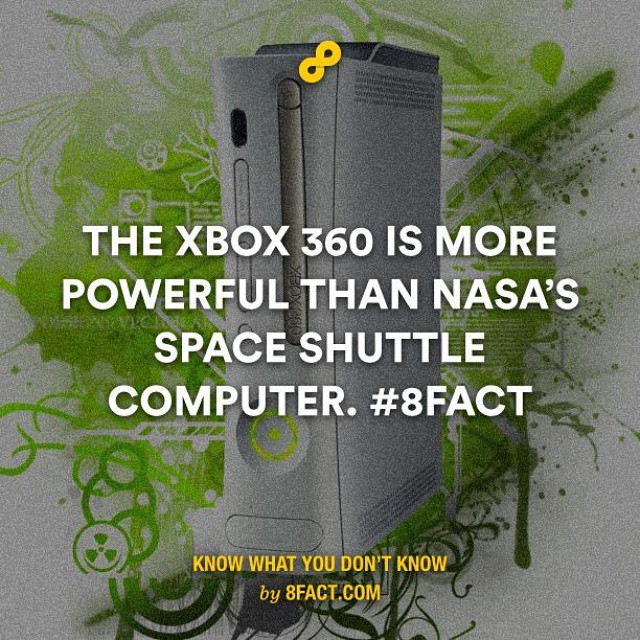 THE XBOX 360 IS MORE
POWERFUL THAN NASA'S
SPACE SHUTTLE
COMPUTER. #8FACT
KNOW WHAT YOU DON'T KNOW
by 8FACT.COM